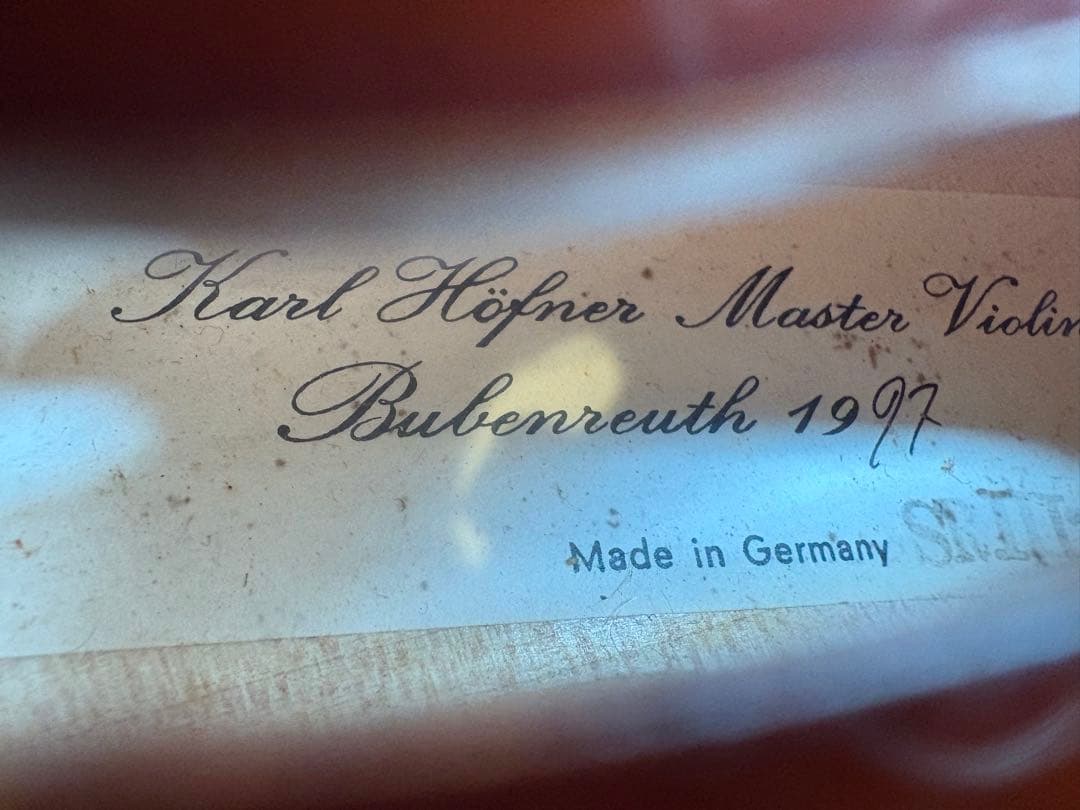 Karl Höfner Master Violin
Bubenreuth 1997
Made in Germany